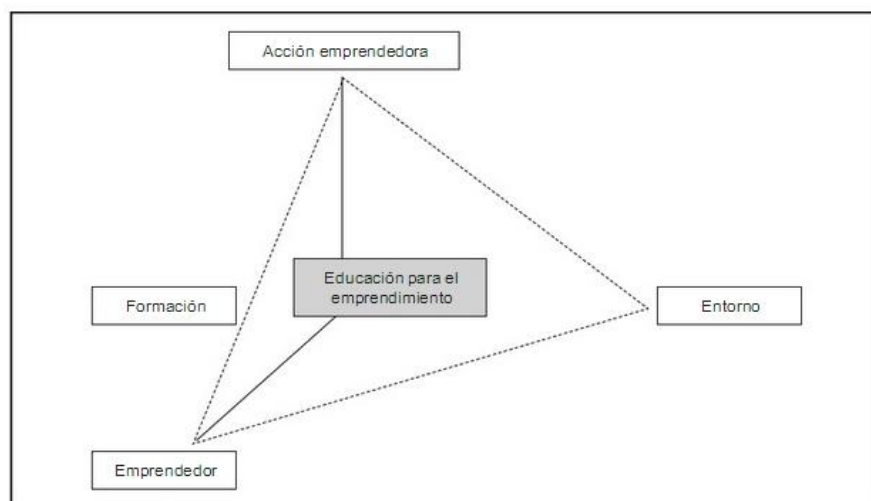 Acción emprendedora
Educación para el
emprendimiento
Formación
Entorno
Emprendedor